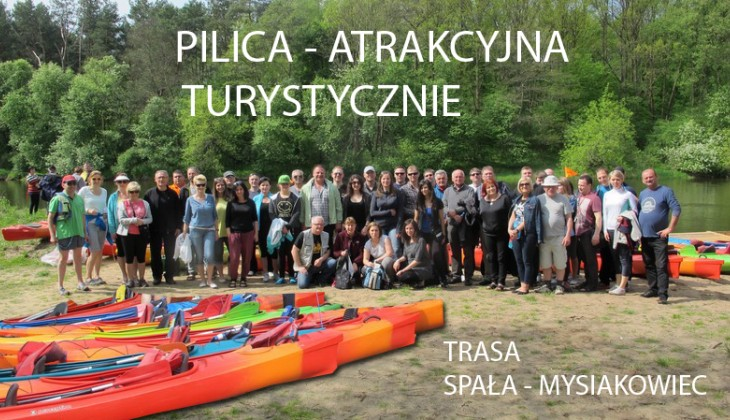 PILICA - ATRAKCYJNA
TURYSTYCZNIE
TRASA
SPAŁA - MYSIAKOWIEC